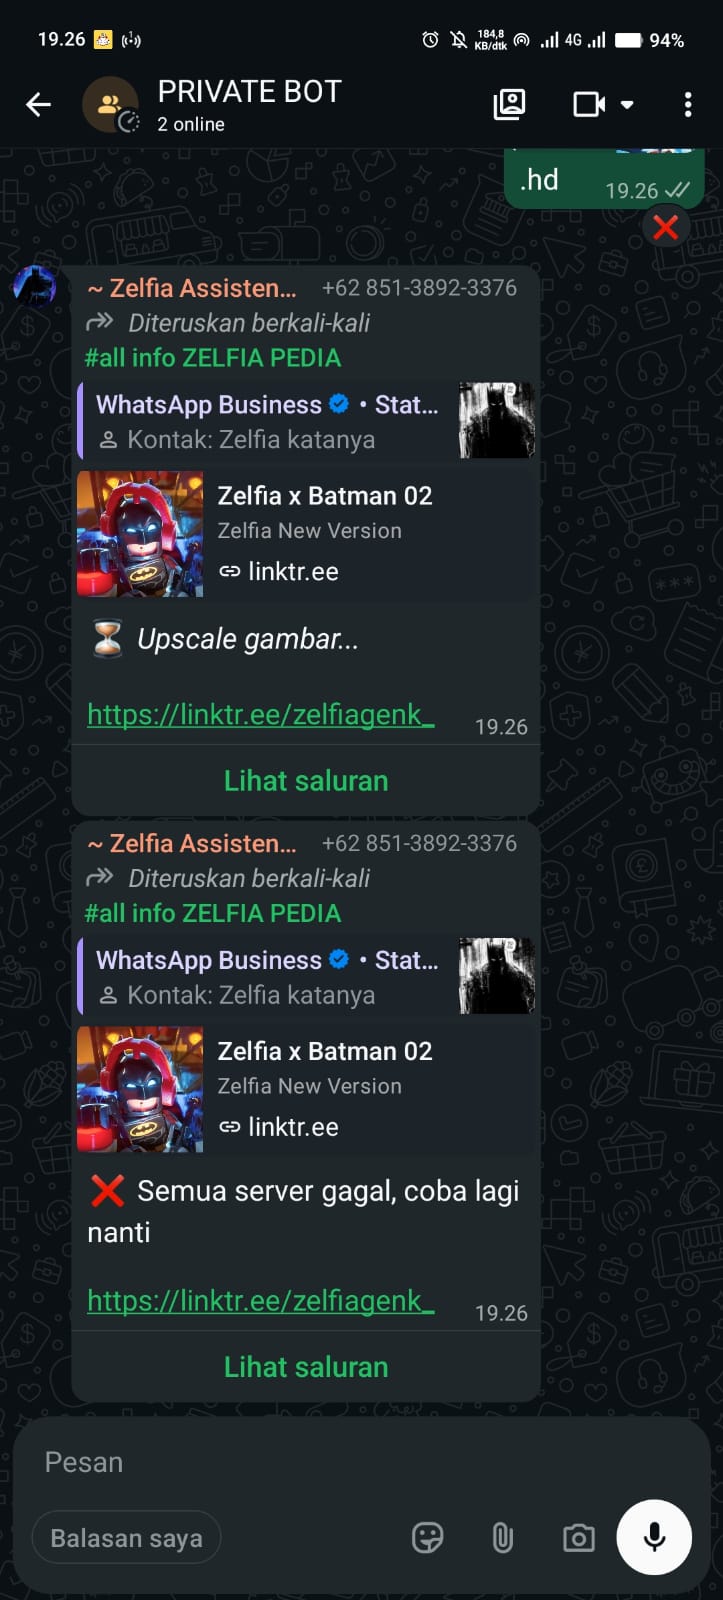 19.26
184,8
KB/dtk
4G
94%
PRIVATE BOT
2 online
.hd
19.26
~ Zelfia Assisten... +62 851-3892-3376
Diteruskan berkali-kali
#all info ZELFIA PEDIA
WhatsApp Business • Stat...
Kontak: Zelfia katanya
Zelfia x Batman 02
Zelfia New Version
linktr.ee
⏳ Upscale gambar...
https://linktr.ee/zelfiagenk_
19.26
Lihat saluran
~ Zelfia Assisten... +62 851-3892-3376
Diteruskan berkali-kali
#all info ZELFIA PEDIA
WhatsApp Business • Stat...
Kontak: Zelfia katanya
Zelfia x Batman 02
Zelfia New Version
linktr.ee
❌ Semua server gagal, coba lagi
nanti
https://linktr.ee/zelfiagenk_
19.26
Lihat saluran
Pesan
Balasan saya